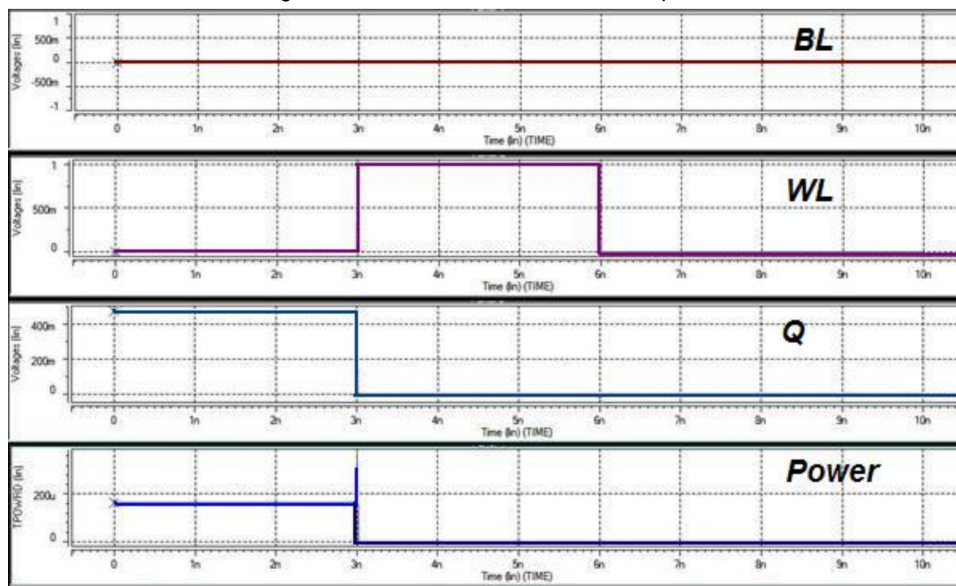 1
500m
0
-500m
-1
Voltages (lin)
BL
0 1n 2n 3n 4n 5n 6n 7n 8n 9n 10n
Time (lin) (TIME)
1
500m
0
Voltages (lin)
WL
0 1n 2n 3n 4n 5n 6n 7n 8n 9n 10n
Time (lin) (TIME)
400m
200m
0
Voltages (lin)
Q
0 1n 2n 3n 4n 5n 6n 7n 8n 9n 10n
Time (lin) (TIME)
200u
0
TPOWRD (lin)
Power
0 1n 2n 3n 4n 5n 6n 7n 8n 9n 10n
Time (lin) (TIME)